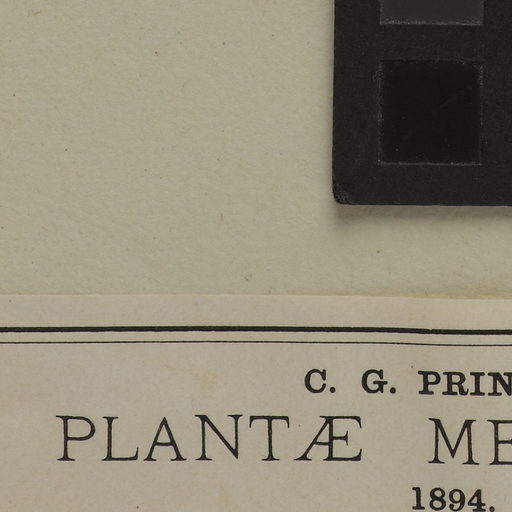 C. G. PRIN
PLANTÆ ME
1894.